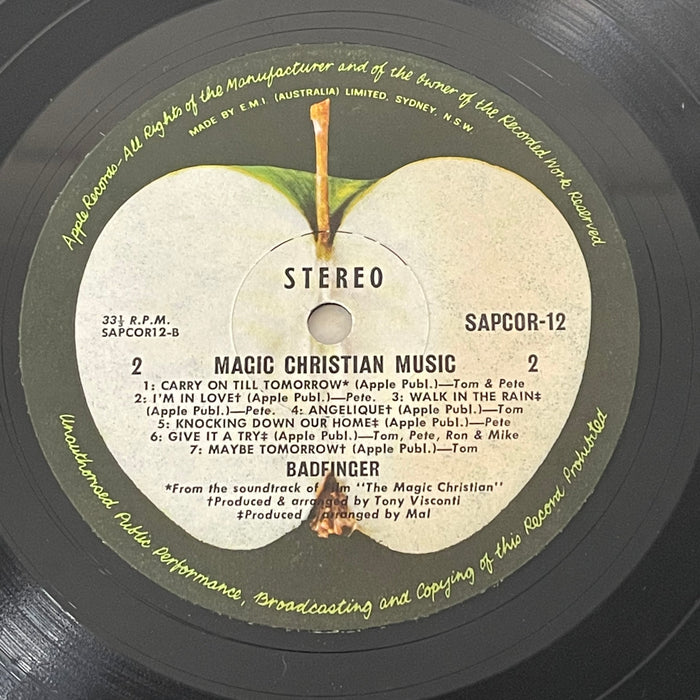 Apple Records-All Rights of the Manufacturer and of the Owner of the Recorded Work Reserved
MADE BY E.M.I. (AUSTRALIA) LIMITED, SYDNEY, N.S.W.
STEREO
33⅓ R.P.M.
SAPCOR12-B
SAPCOR-12
2 MAGIC CHRISTIAN MUSIC 2
1: CARRY ON TILL TOMORROW* (Apple Publ.)—Tom & Pete
2: I'M IN LOVE† (Apple Publ.)—Pete. 3: WALK IN THE RAIN‡
(Apple Publ.)—Pete. 4: ANGELIQUE† (Apple Publ.)—Tom
5: KNOCKING DOWN OUR HOME‡ (Apple Publ.)—Pete
6: GIVE IT A TRY‡ (Apple Publ.)—Tom, Pete, Ron & Mike
7: MAYBE TOMORROW† (Apple Publ.)—Tom
BADFINGER
*From the soundtrack of film "The Magic Christian"
†Produced & arranged by Tony Visconti
‡Produced & arranged by Mal
Unauthorised Public Performance, Broadcasting and Copying of this Record Prohibited